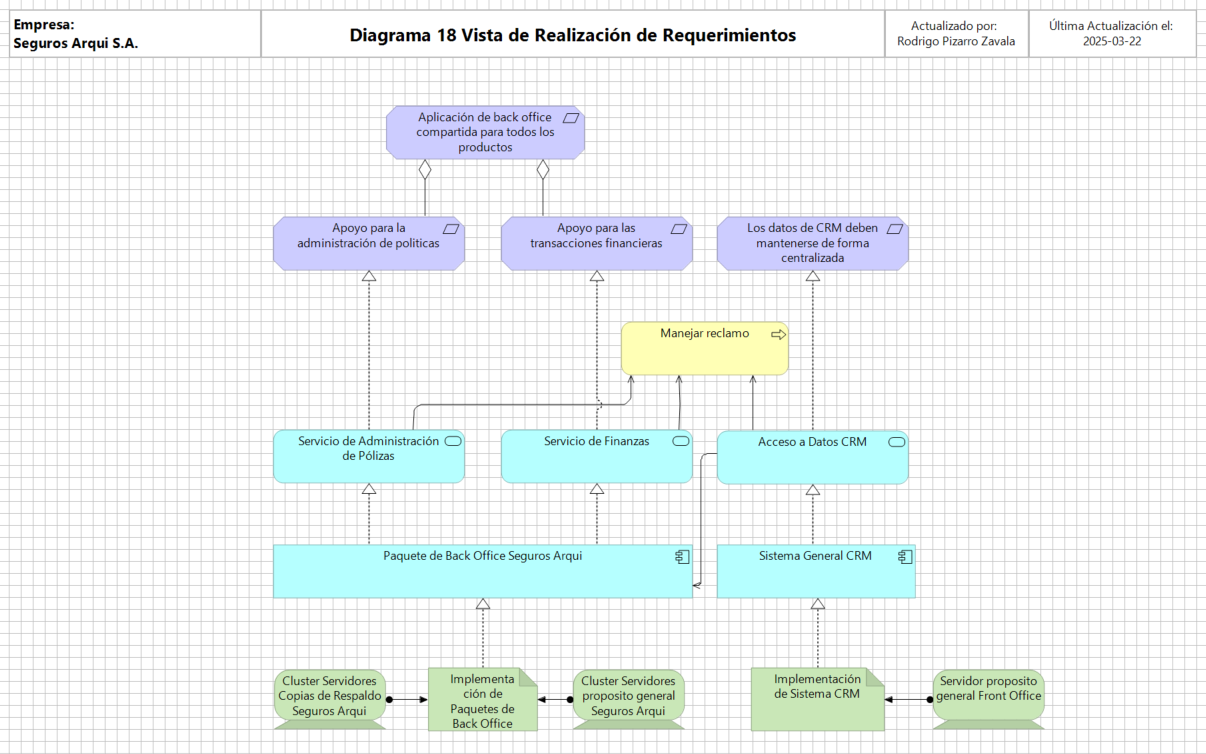 Empresa:
Seguros Arqui S.A.
Diagrama 18 Vista de Realización de Requerimientos
Actualizado por:
Rodrigo Pizarro Zavala
Última Actualización el:
2025-03-22
Aplicación de back office
compartida para todos los
productos
Apoyo para la
administración de politicas
Apoyo para las
transacciones financieras
Los datos de CRM deben
mantenerse de forma
centralizada
Manejar reclamo
Servicio de Administración
de Pólizas
Servicio de Finanzas
Acceso a Datos CRM
Paquete de Back Office Seguros Arqui
Sistema General CRM
Cluster Servidores
Copias de Respaldo
Seguros Arqui
Implementa
ción de
Paquetes de
Back Office
Cluster Servidores
proposito general
Seguros Arqui
Implementación
de Sistema CRM
Servidor proposito
general Front Office